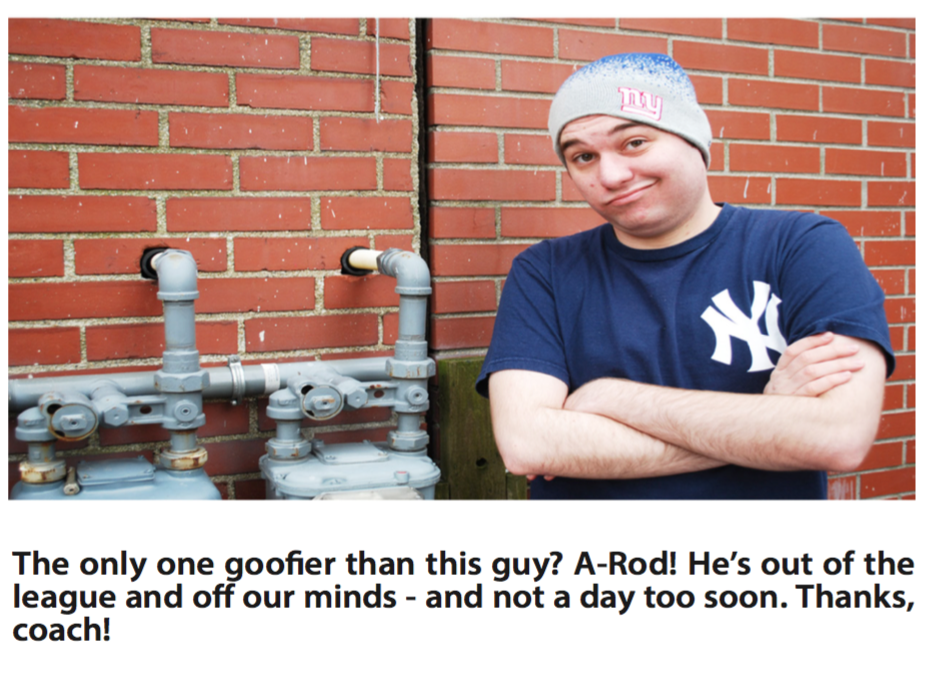 ny
NY
The only one goofier than this guy? A-Rod! He's out of the
league and off our minds - and not a day too soon. Thanks,
coach!